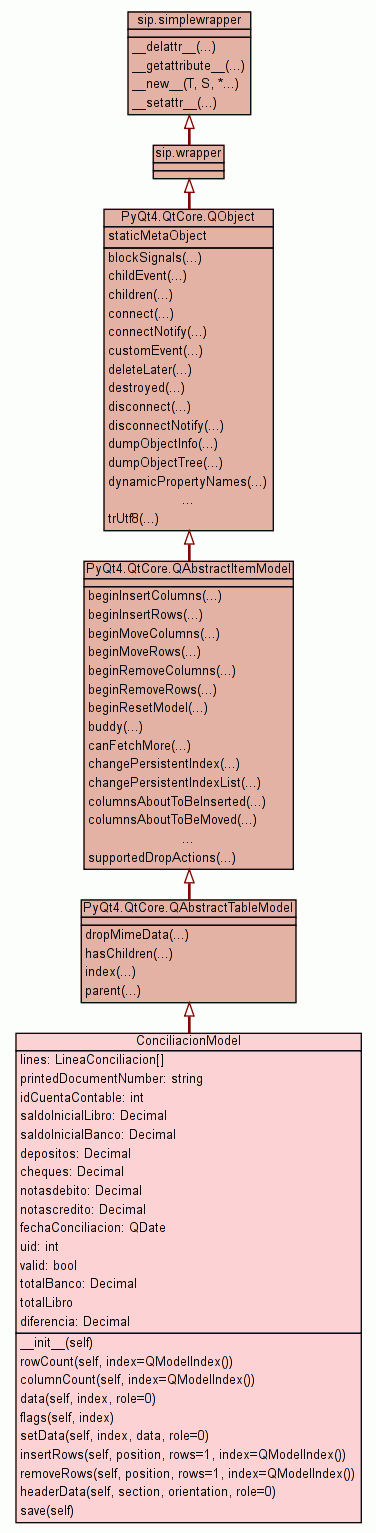 sip.simplewrapper
__delattr__(...)
__getattribute__(...)
__new__(T, S, *...)
__setattr__(...)
sip.wrapper
PyQt4.QtCore.QObject
staticMetaObject
blockSignals(...)
childEvent(...)
children(...)
connect(...)
connectNotify(...)
customEvent(...)
deleteLater(...)
destroyed(...)
disconnect(...)
disconnectNotify(...)
dumpObjectInfo(...)
dumpObjectTree(...)
dynamicPropertyNames(...)
...
trUtf8(...)
PyQt4.QtCore.QAbstractItemModel
beginInsertColumns(...)
beginInsertRows(...)
beginMoveColumns(...)
beginMoveRows(...)
beginRemoveColumns(...)
beginRemoveRows(...)
beginResetModel(...)
buddy(...)
canFetchMore(...)
changePersistentIndex(...)
changePersistentIndexList(...)
columnsAboutToBeInserted(...)
columnsAboutToBeMoved(...)
...
supportedDropActions(...)
PyQt4.QtCore.QAbstractTableModel
dropMimeData(...)
hasChildren(...)
index(...)
parent(...)
ConciliacionModel
lines: LineaConciliacion[]
printedDocumentNumber: string
idCuentaContable: int
saldoInicialLibro: Decimal
saldoInicialBanco: Decimal
depositos: Decimal
cheques: Decimal
notasdebito: Decimal
notascredito: Decimal
fechaConciliacion: QDate
uid: int
valid: bool
totalBanco: Decimal
totalLibro
diferencia: Decimal
__init__(self)
rowCount(self, index=QModelIndex())
columnCount(self, index=QModelIndex())
data(self, index, role=0)
flags(self, index)
setData(self, index, data, role=0)
insertRows(self, position, rows=1, index=QModelIndex())
removeRows(self, position, rows=1, index=QModelIndex())
headerData(self, section, orientation, role=0)
save(self)